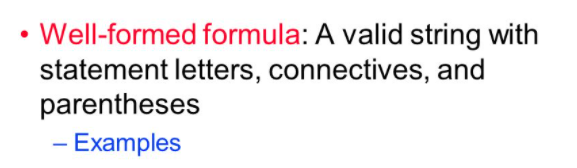 • Well-formed formula: A valid string with
statement letters, connectives, and
parentheses
– Examples